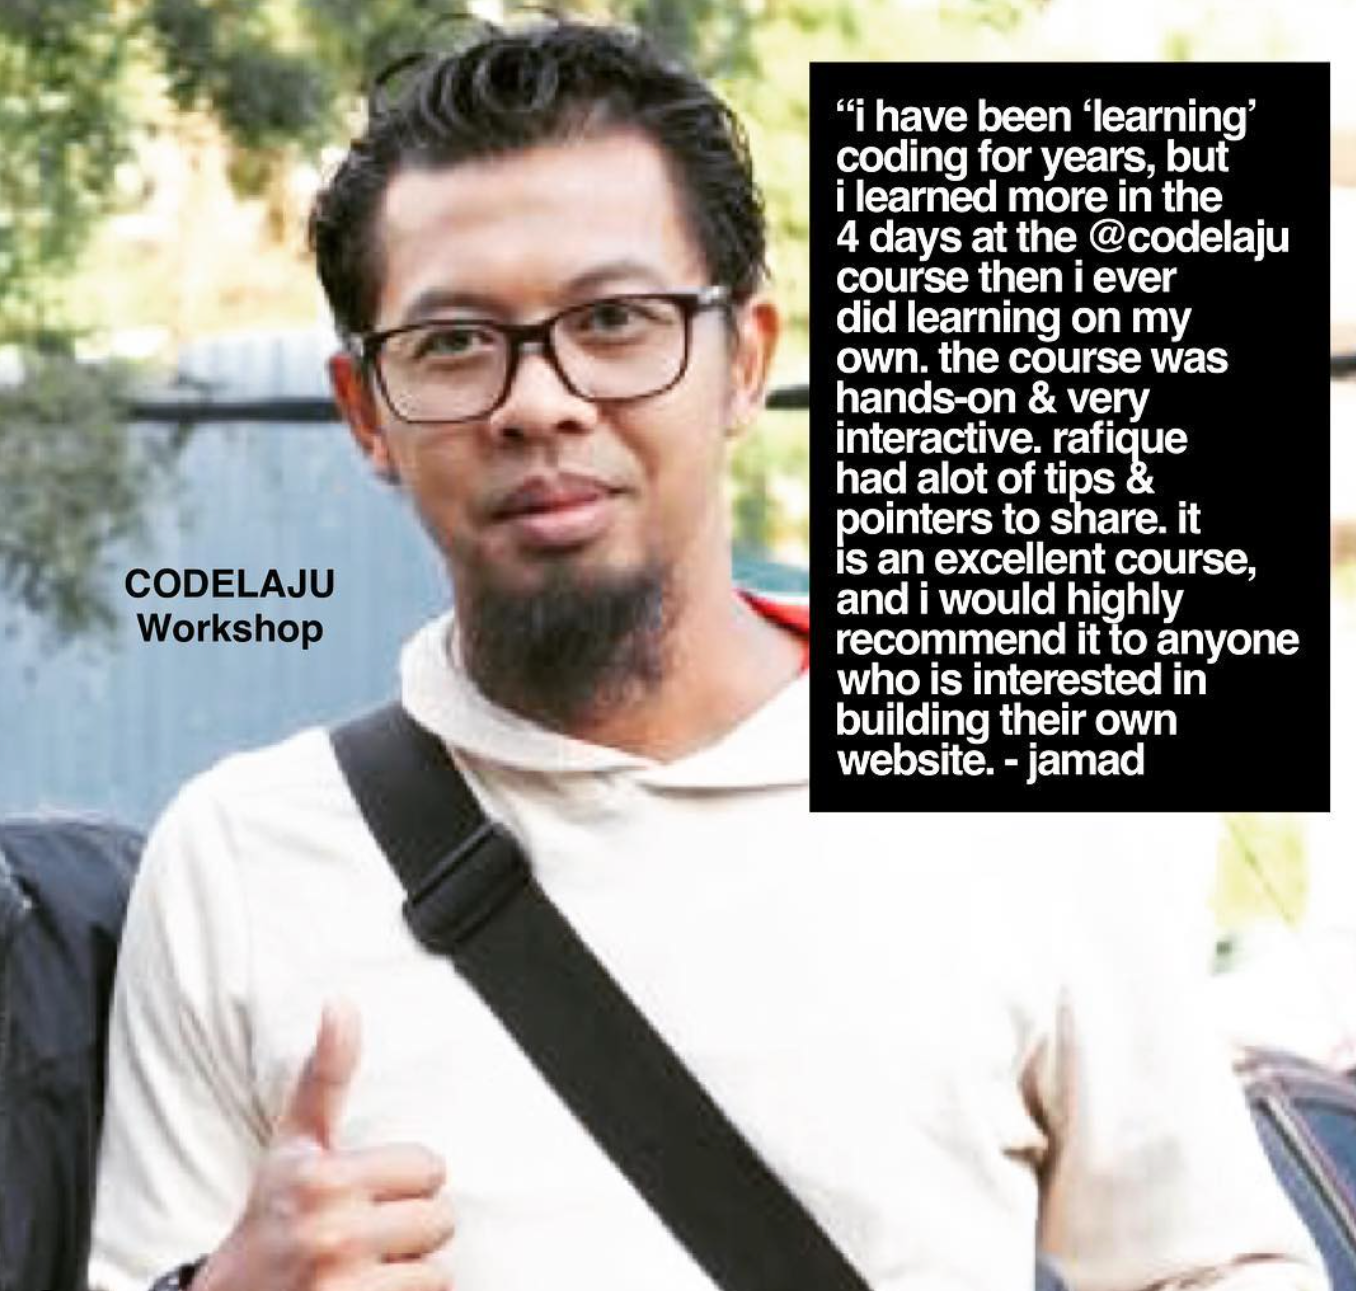 “i have been ‘learning’
coding for years, but
i learned more in the
4 days at the @codelaju
course then i ever
did learning on my
own. the course was
hands-on & very
interactive. rafique
had alot of tips &
pointers to share. it
is an excellent course,
and i would highly
recommend it to anyone
who is interested in
building their own
website. - jamad
CODELAJU
Workshop